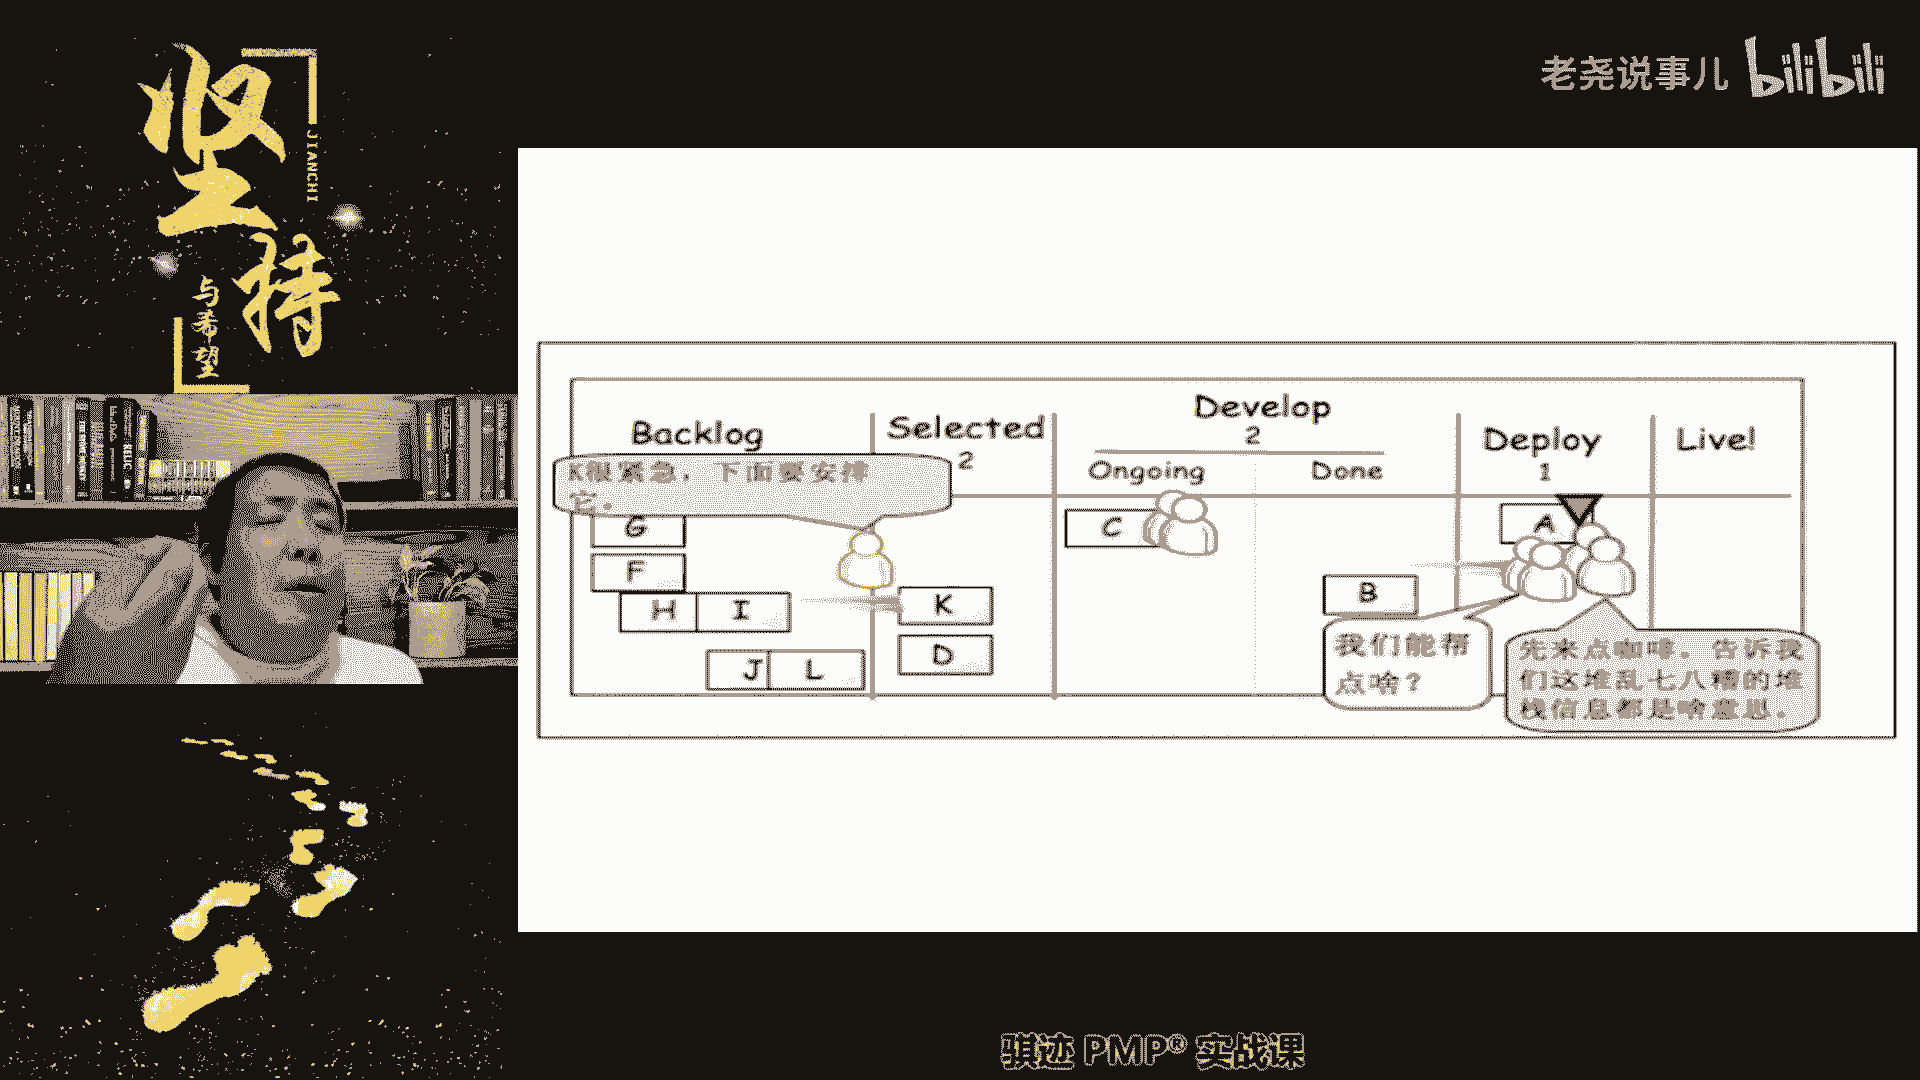 坚持
JIANCHI
与希望
老尧说事儿 bilibili
Backlog
Selected
2
Develop
2
Ongoing
Done
Deploy
1
Live!
K很紧急，下面要安排
它。
G
F
H
I
J
L
K
D
C
B
A
我们能帮
点啥？
先来点咖啡。告诉我
们这堆乱七八糟的堆
栈信息都是啥意思。
骐迹 PMP® 实战课